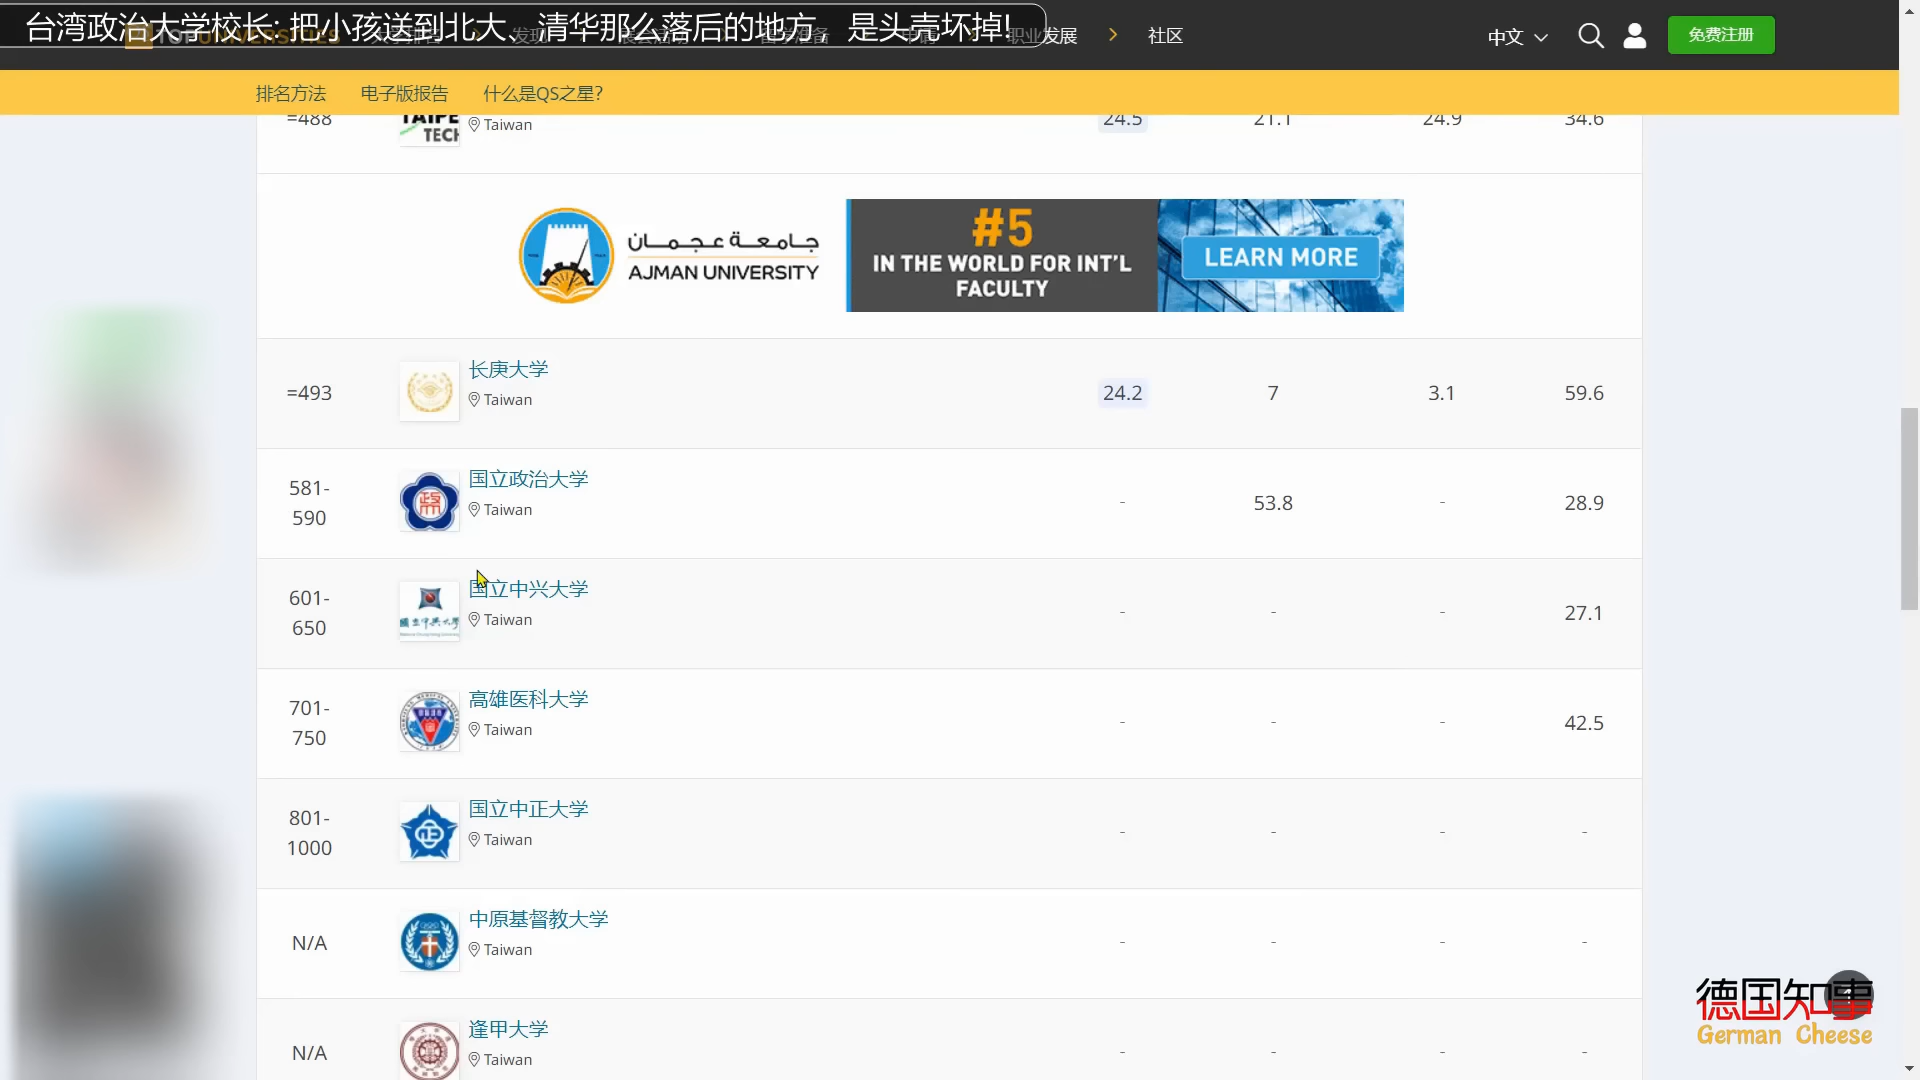 台湾政治大学校长: 把小孩送到北大、清华那么落后的地方，是头壳坏掉!
TOPUNIVERSITIES
职业发展
社区
中文
免费注册
排名方法 电子版报告 什么是QS之星？
=488
TAIPE
TECH
Taiwan
24.5 21.1 24.9 34.6
جامعة عجمان
AJMAN UNIVERSITY
#5
IN THE WORLD FOR INT'L
FACULTY
LEARN MORE
=493
长庚大学
Taiwan
24.2 7 3.1 59.6
581-
590
国立政治大学
Taiwan
- 53.8 - 28.9
601-
650
国立中兴大学
Taiwan
- - - 27.1
701-
750
高雄医科大学
Taiwan
- - - 42.5
801-
1000
国立中正大学
Taiwan
- - - -
N/A
中原基督教大学
Taiwan
- - - -
N/A
逢甲大学
Taiwan
- - - -
德国知事
German Cheese